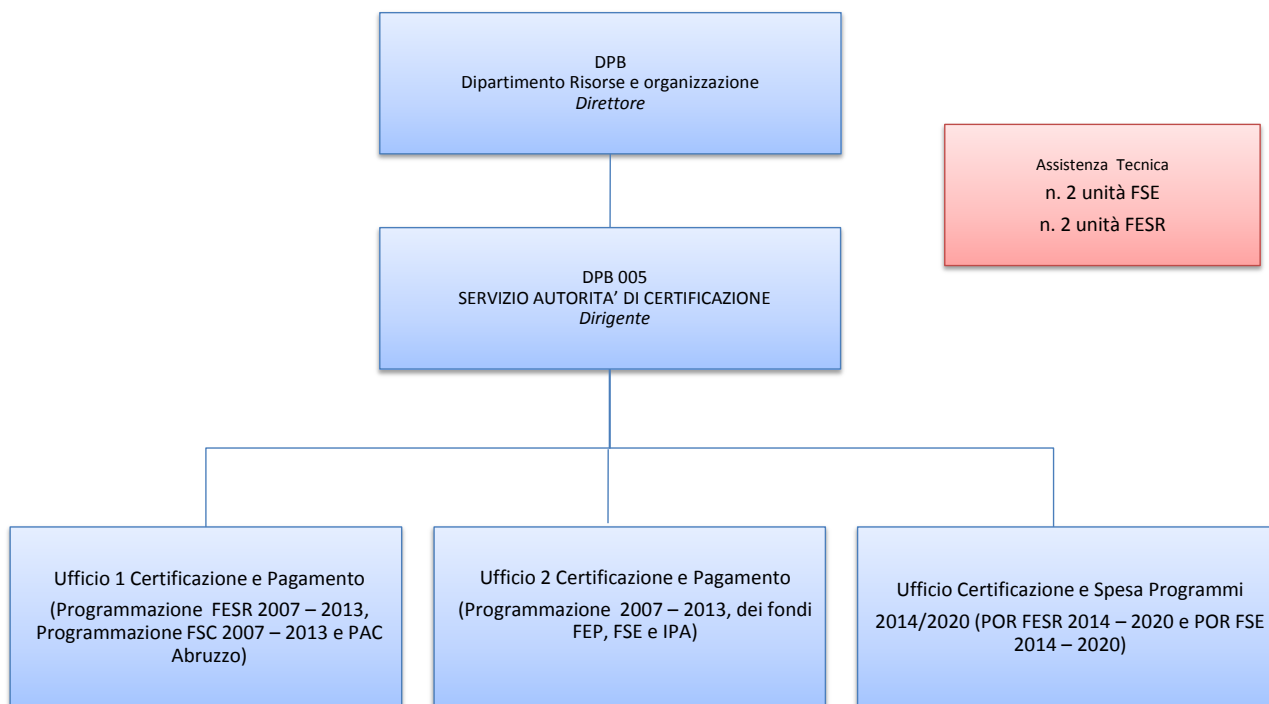 DPB
Dipartimento Risorse e organizzazione
Direttore
Assistenza Tecnica
n. 2 unità FSE
n. 2 unità FESR
DPB 005
SERVIZIO AUTORITA’ DI CERTIFICAZIONE
Dirigente
Ufficio 1 Certificazione e Pagamento
(Programmazione FESR 2007 – 2013,
Programmazione FSC 2007 – 2013 e PAC
Abruzzo)
Ufficio 2 Certificazione e Pagamento
(Programmazione 2007 – 2013, dei fondi
FEP, FSE e IPA)
Ufficio Certificazione e Spesa Programmi
2014/2020 (POR FESR 2014 – 2020 e POR FSE
2014 – 2020)